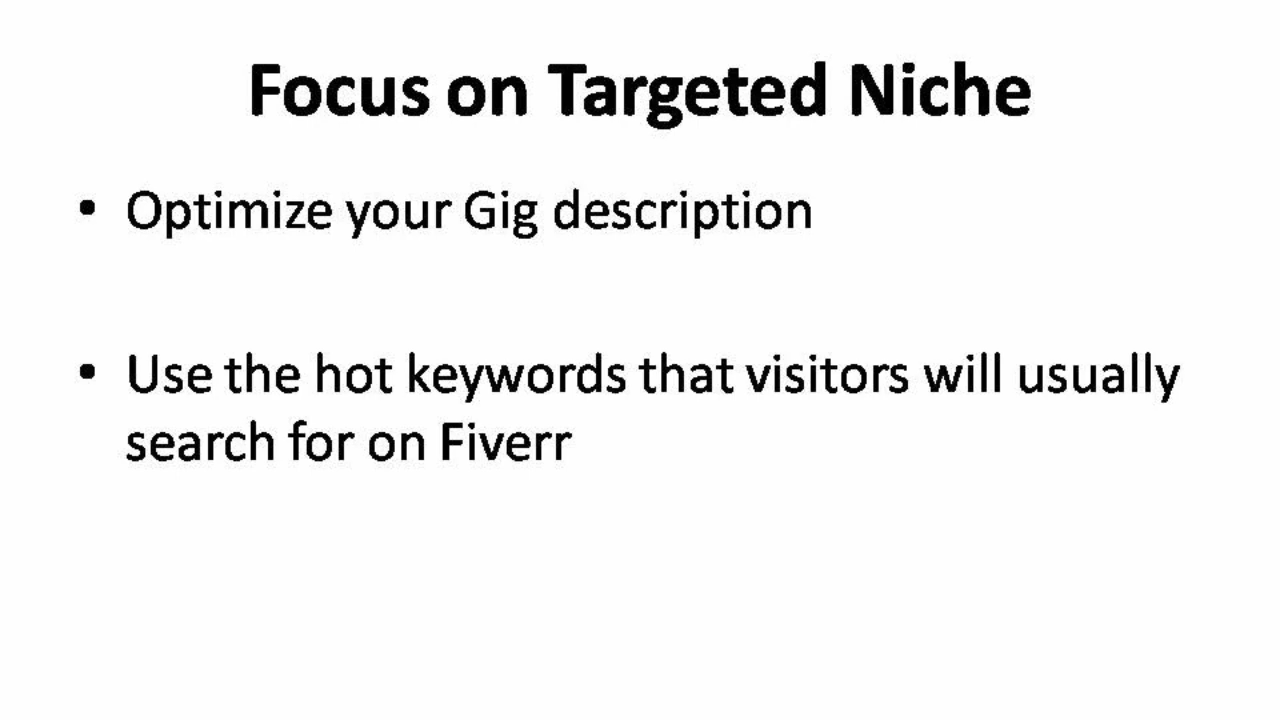 Focus on Targeted Niche
• Optimize your Gig description
• Use the hot keywords that visitors will usually
search for on Fiverr